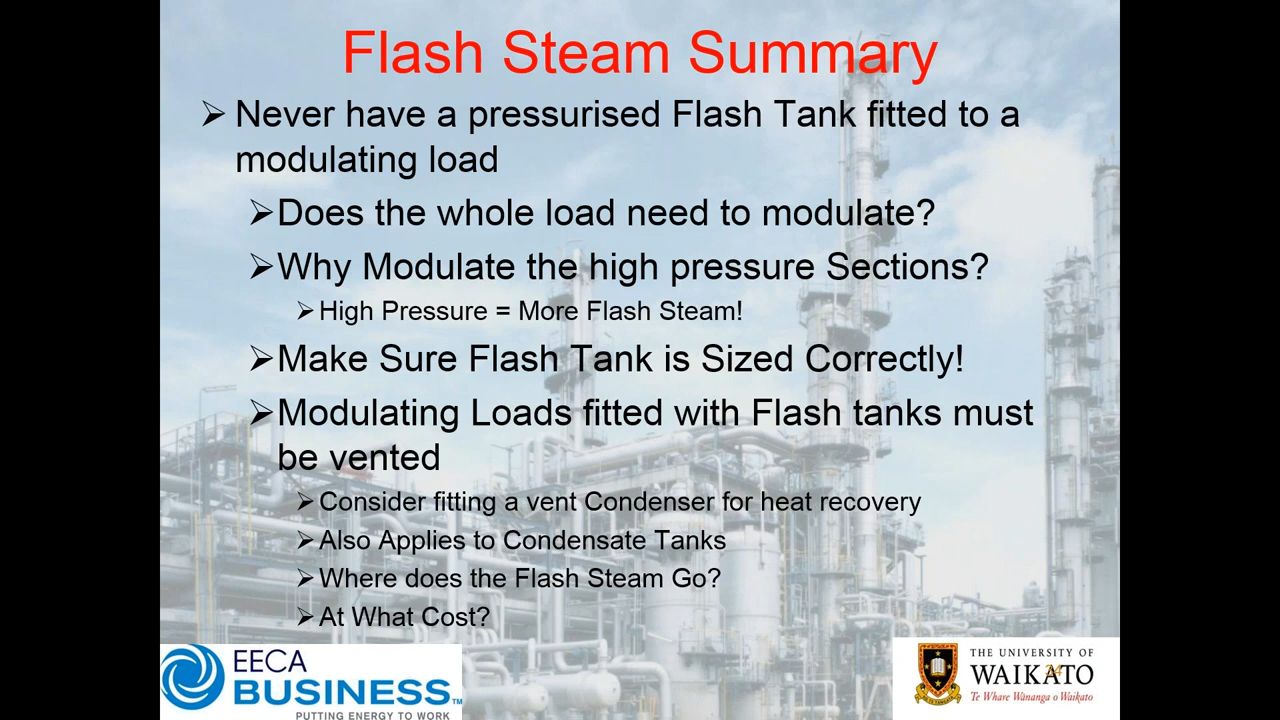 Flash Steam Summary
➢ Never have a pressurised Flash Tank fitted to a
modulating load
➢ Does the whole load need to modulate?
➢ Why Modulate the high pressure Sections?
➢ High Pressure = More Flash Steam!
➢ Make Sure Flash Tank is Sized Correctly!
➢ Modulating Loads fitted with Flash tanks must
be vented
➢ Consider fitting a vent Condenser for heat recovery
➢ Also Applies to Condensate Tanks
➢ Where does the Flash Steam Go?
➢ At What Cost?
EECA
BUSINESS™
PUTTING ENERGY TO WORK
THE UNIVERSITY OF
WAIKATO
24
Te Whare Wānanga o Waikato